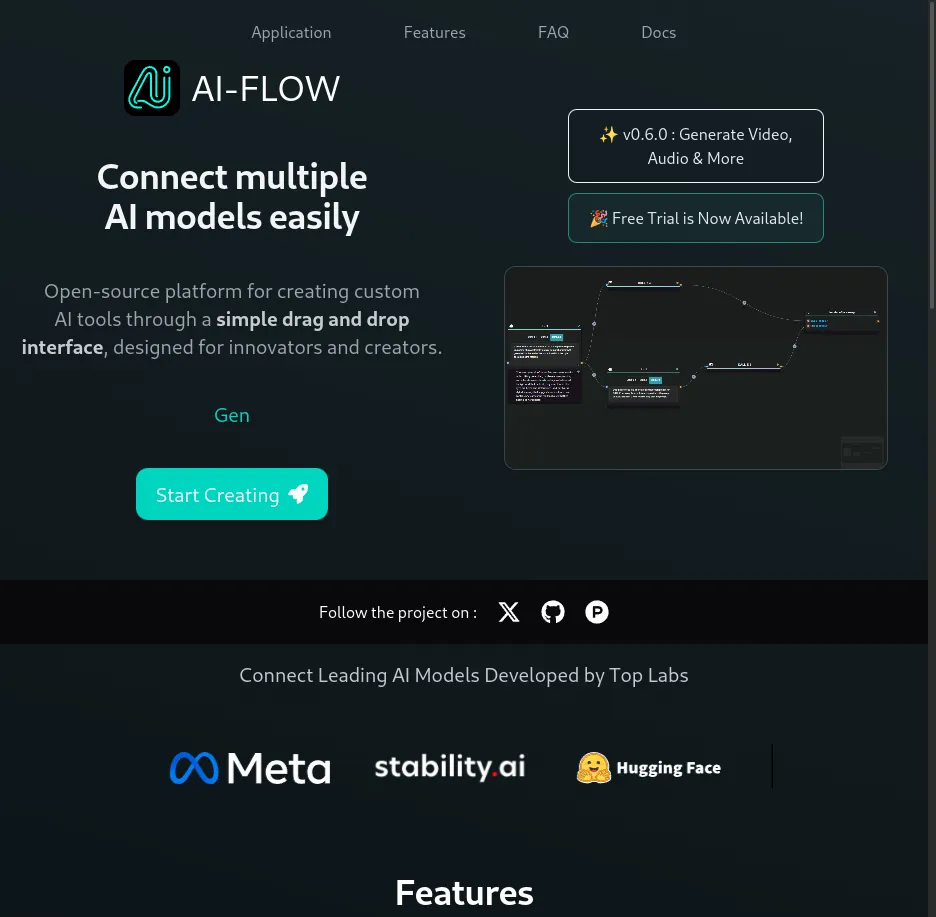 Application Features FAQ Docs
AI-FLOW
Connect multiple
AI models easily
Open-source platform for creating custom
AI tools through a simple drag and drop
interface, designed for innovators and creators.
Gen
Start Creating
✨ v0.6.0 : Generate Video,
Audio & More
🎉 Free Trial is Now Available!
Follow the project on :
Connect Leading AI Models Developed by Top Labs
Meta
stability.ai
Hugging Face
Features